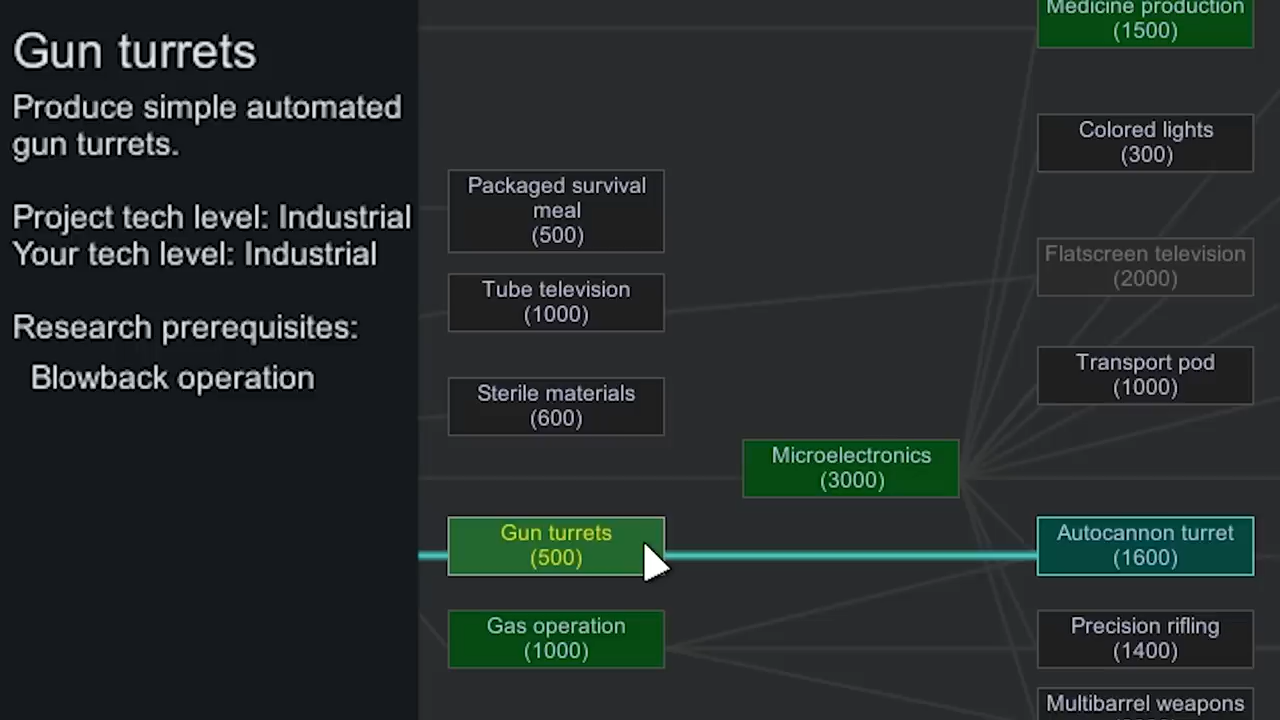 Gun turrets
Produce simple automated
gun turrets.
Project tech level: Industrial
Your tech level: Industrial
Research prerequisites:
Blowback operation
Medicine production
(1500)
Colored lights
(300)
Packaged survival
meal
(500)
Flatscreen television
(2000)
Tube television
(1000)
Transport pod
(1000)
Sterile materials
(600)
Microelectronics
(3000)
Gun turrets
(500)
Autocannon turret
(1600)
Gas operation
(1000)
Precision rifling
(1400)
Multibarrel weapons